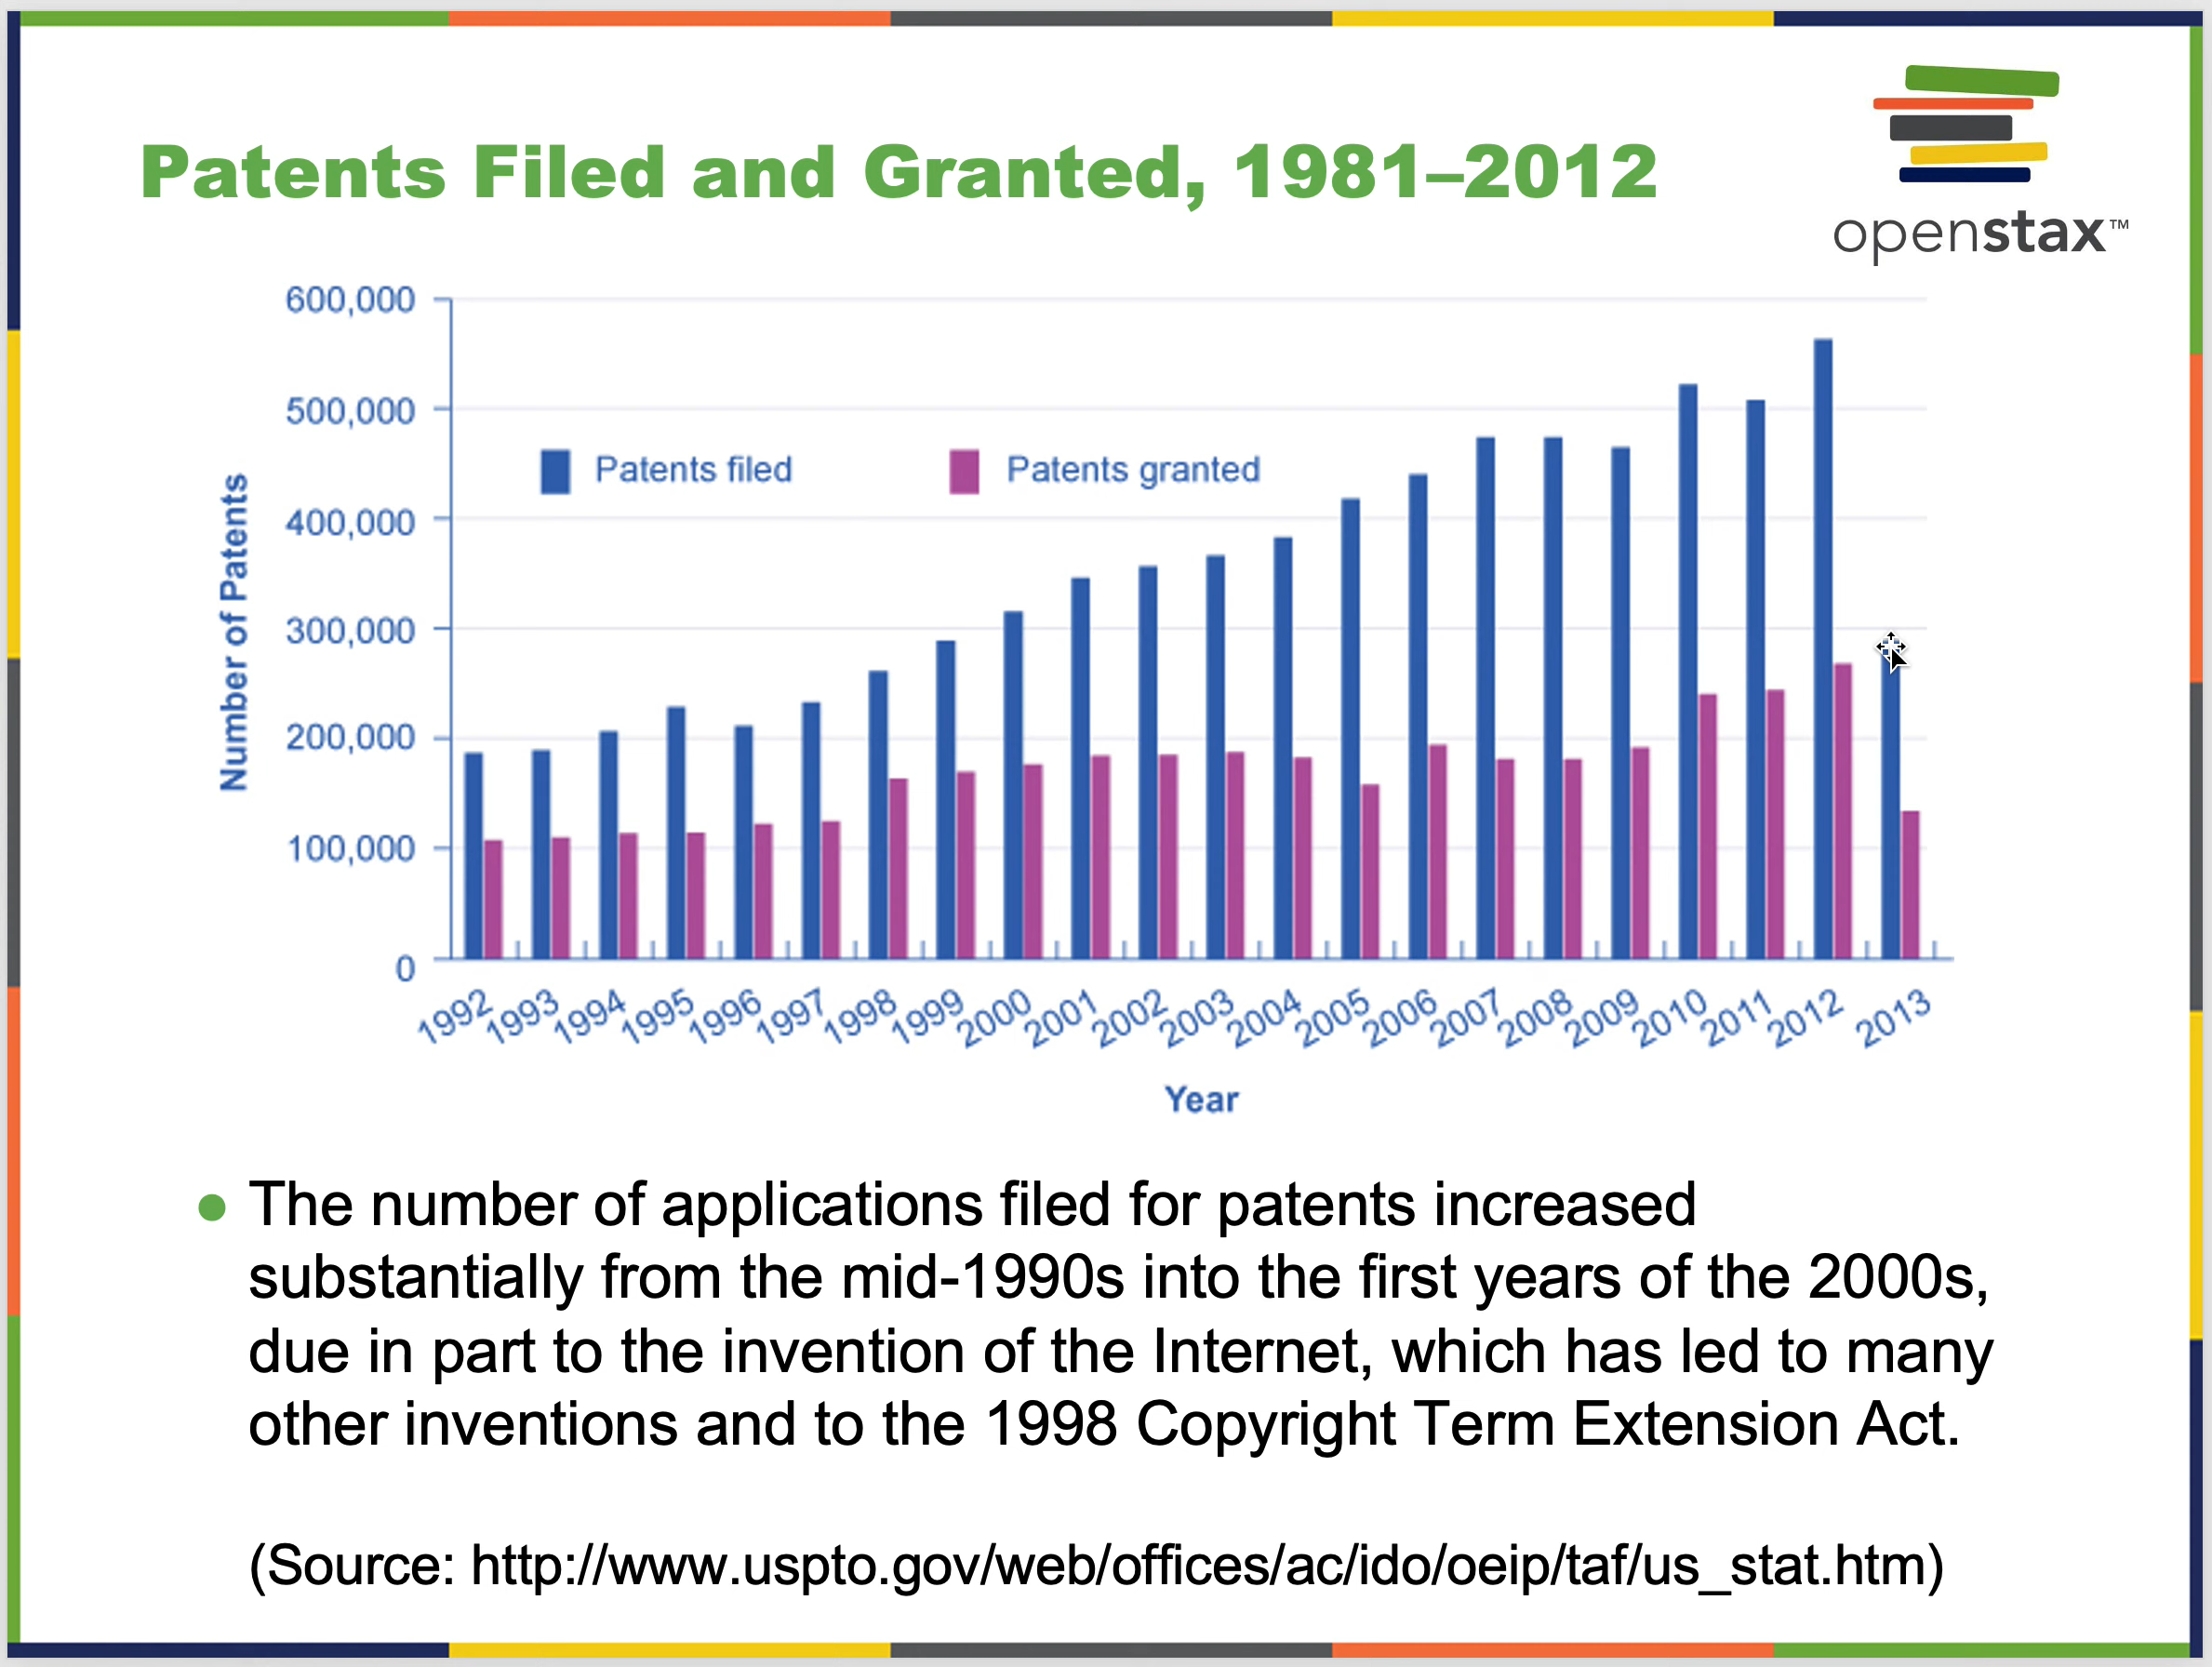 Patents Filed and Granted, 1981–2012
openstax™
600,000
500,000
400,000
300,000
200,000
100,000
0
Number of Patents
Patents filed
Patents granted
1992
1993
1994
1995
1996
1997
1998
1999
2000
2001
2002
2003
2004
2005
2006
2007
2008
2009
2010
2011
2012
2013
Year
The number of applications filed for patents increased
substantially from the mid-1990s into the first years of the 2000s,
due in part to the invention of the Internet, which has led to many
other inventions and to the 1998 Copyright Term Extension Act.
(Source: http://www.uspto.gov/web/offices/ac/ido/oeip/taf/us_stat.htm)